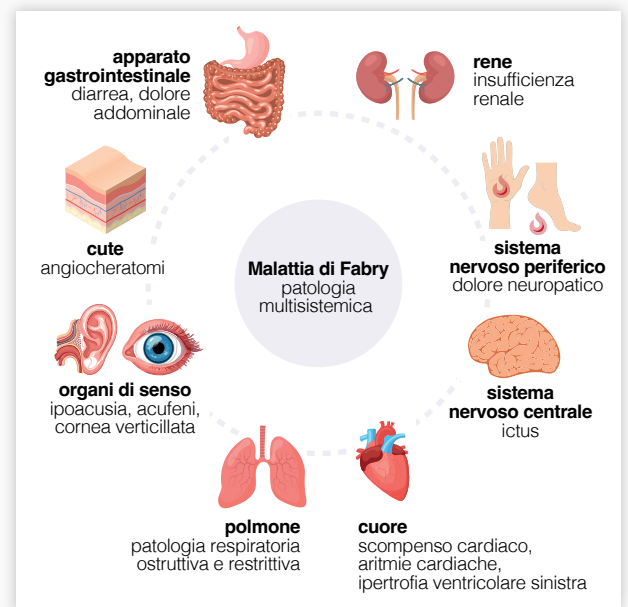 apparato
gastrointestinale
diarrea, dolore
addominale
rene
insufficienza
renale
cute
angiocheratomi
Malattia di Fabry
patologia
multisistemica
sistema
nervoso periferico
dolore neuropatico
organi di senso
ipoacusia, acufeni,
cornea verticillata
sistema
nervoso centrale
ictus
polmone
patologia respiratoria
ostruttiva e restrittiva
cuore
scompenso cardiaco,
aritmie cardiache,
ipertrofia ventricolare sinistra